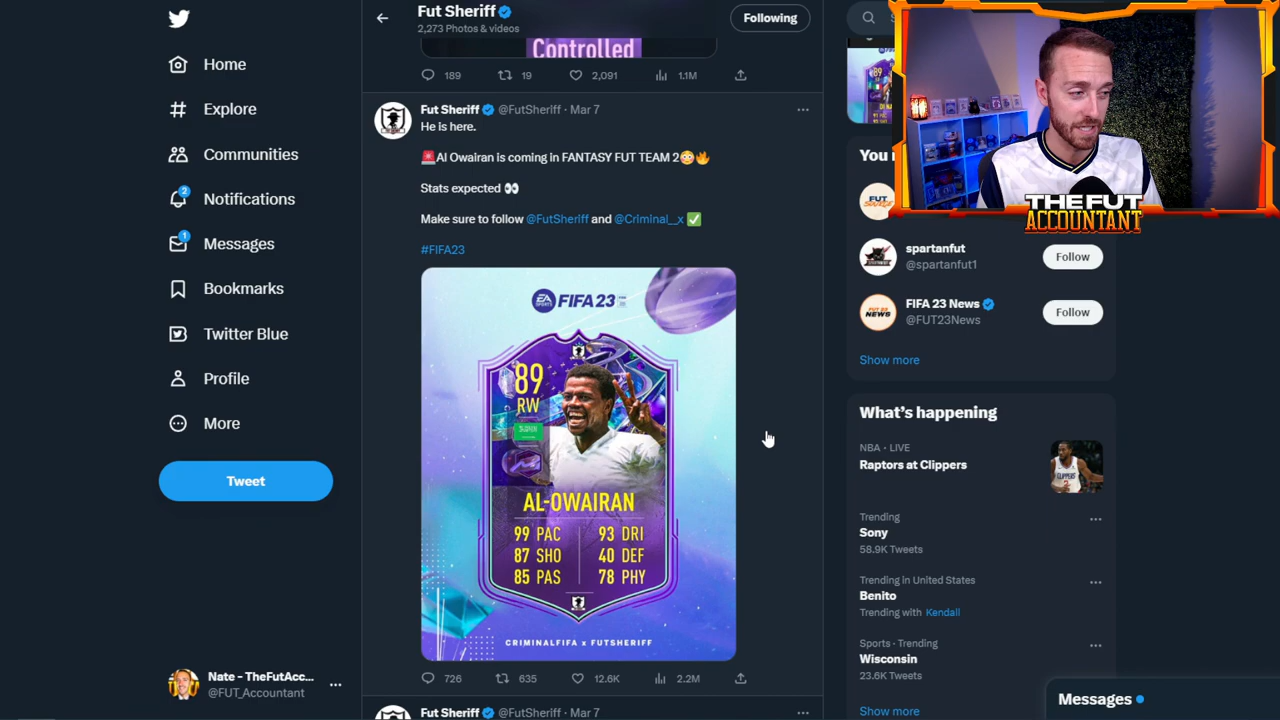 Home
Explore
Communities
2
Notifications
1
Messages
Bookmarks
Twitter Blue
Profile
More
Tweet
Nate - TheFutAcc...
@FUT_Accountant
Fut Sheriff
2,273 Photos & videos
Following
Controlled
189
19
2,091
1.1M
Fut Sheriff @FutSheriff · Mar 7
He is here.
🚨Al Owairan is coming in FANTASY FUT TEAM 2😳🔥
Stats expected 👀
Make sure to follow @FutSheriff and @Criminal__x ✅
#FIFA23
EA SPORTS FIFA 23
89
RW
AL-OWAIRAN
99 PAC 93 DRI
87 SHO 40 DEF
85 PAS 78 PHY
CRIMINALFIFA x FUTSHERIFF
726
635
12.6K
2.2M
Fut Sheriff @FutSheriff · Mar 7
THE FUT
ACCOUNTANT
spartanfut
@spartanfut1
Follow
FIFA 23 News
@FUT23News
Follow
Show more
What's happening
NBA · LIVE
Raptors at Clippers
Trending
Sony
58.9K Tweets
Trending in United States
Benito
Trending with Kendall
Sports · Trending
Wisconsin
23.6K Tweets
Show more
Messages